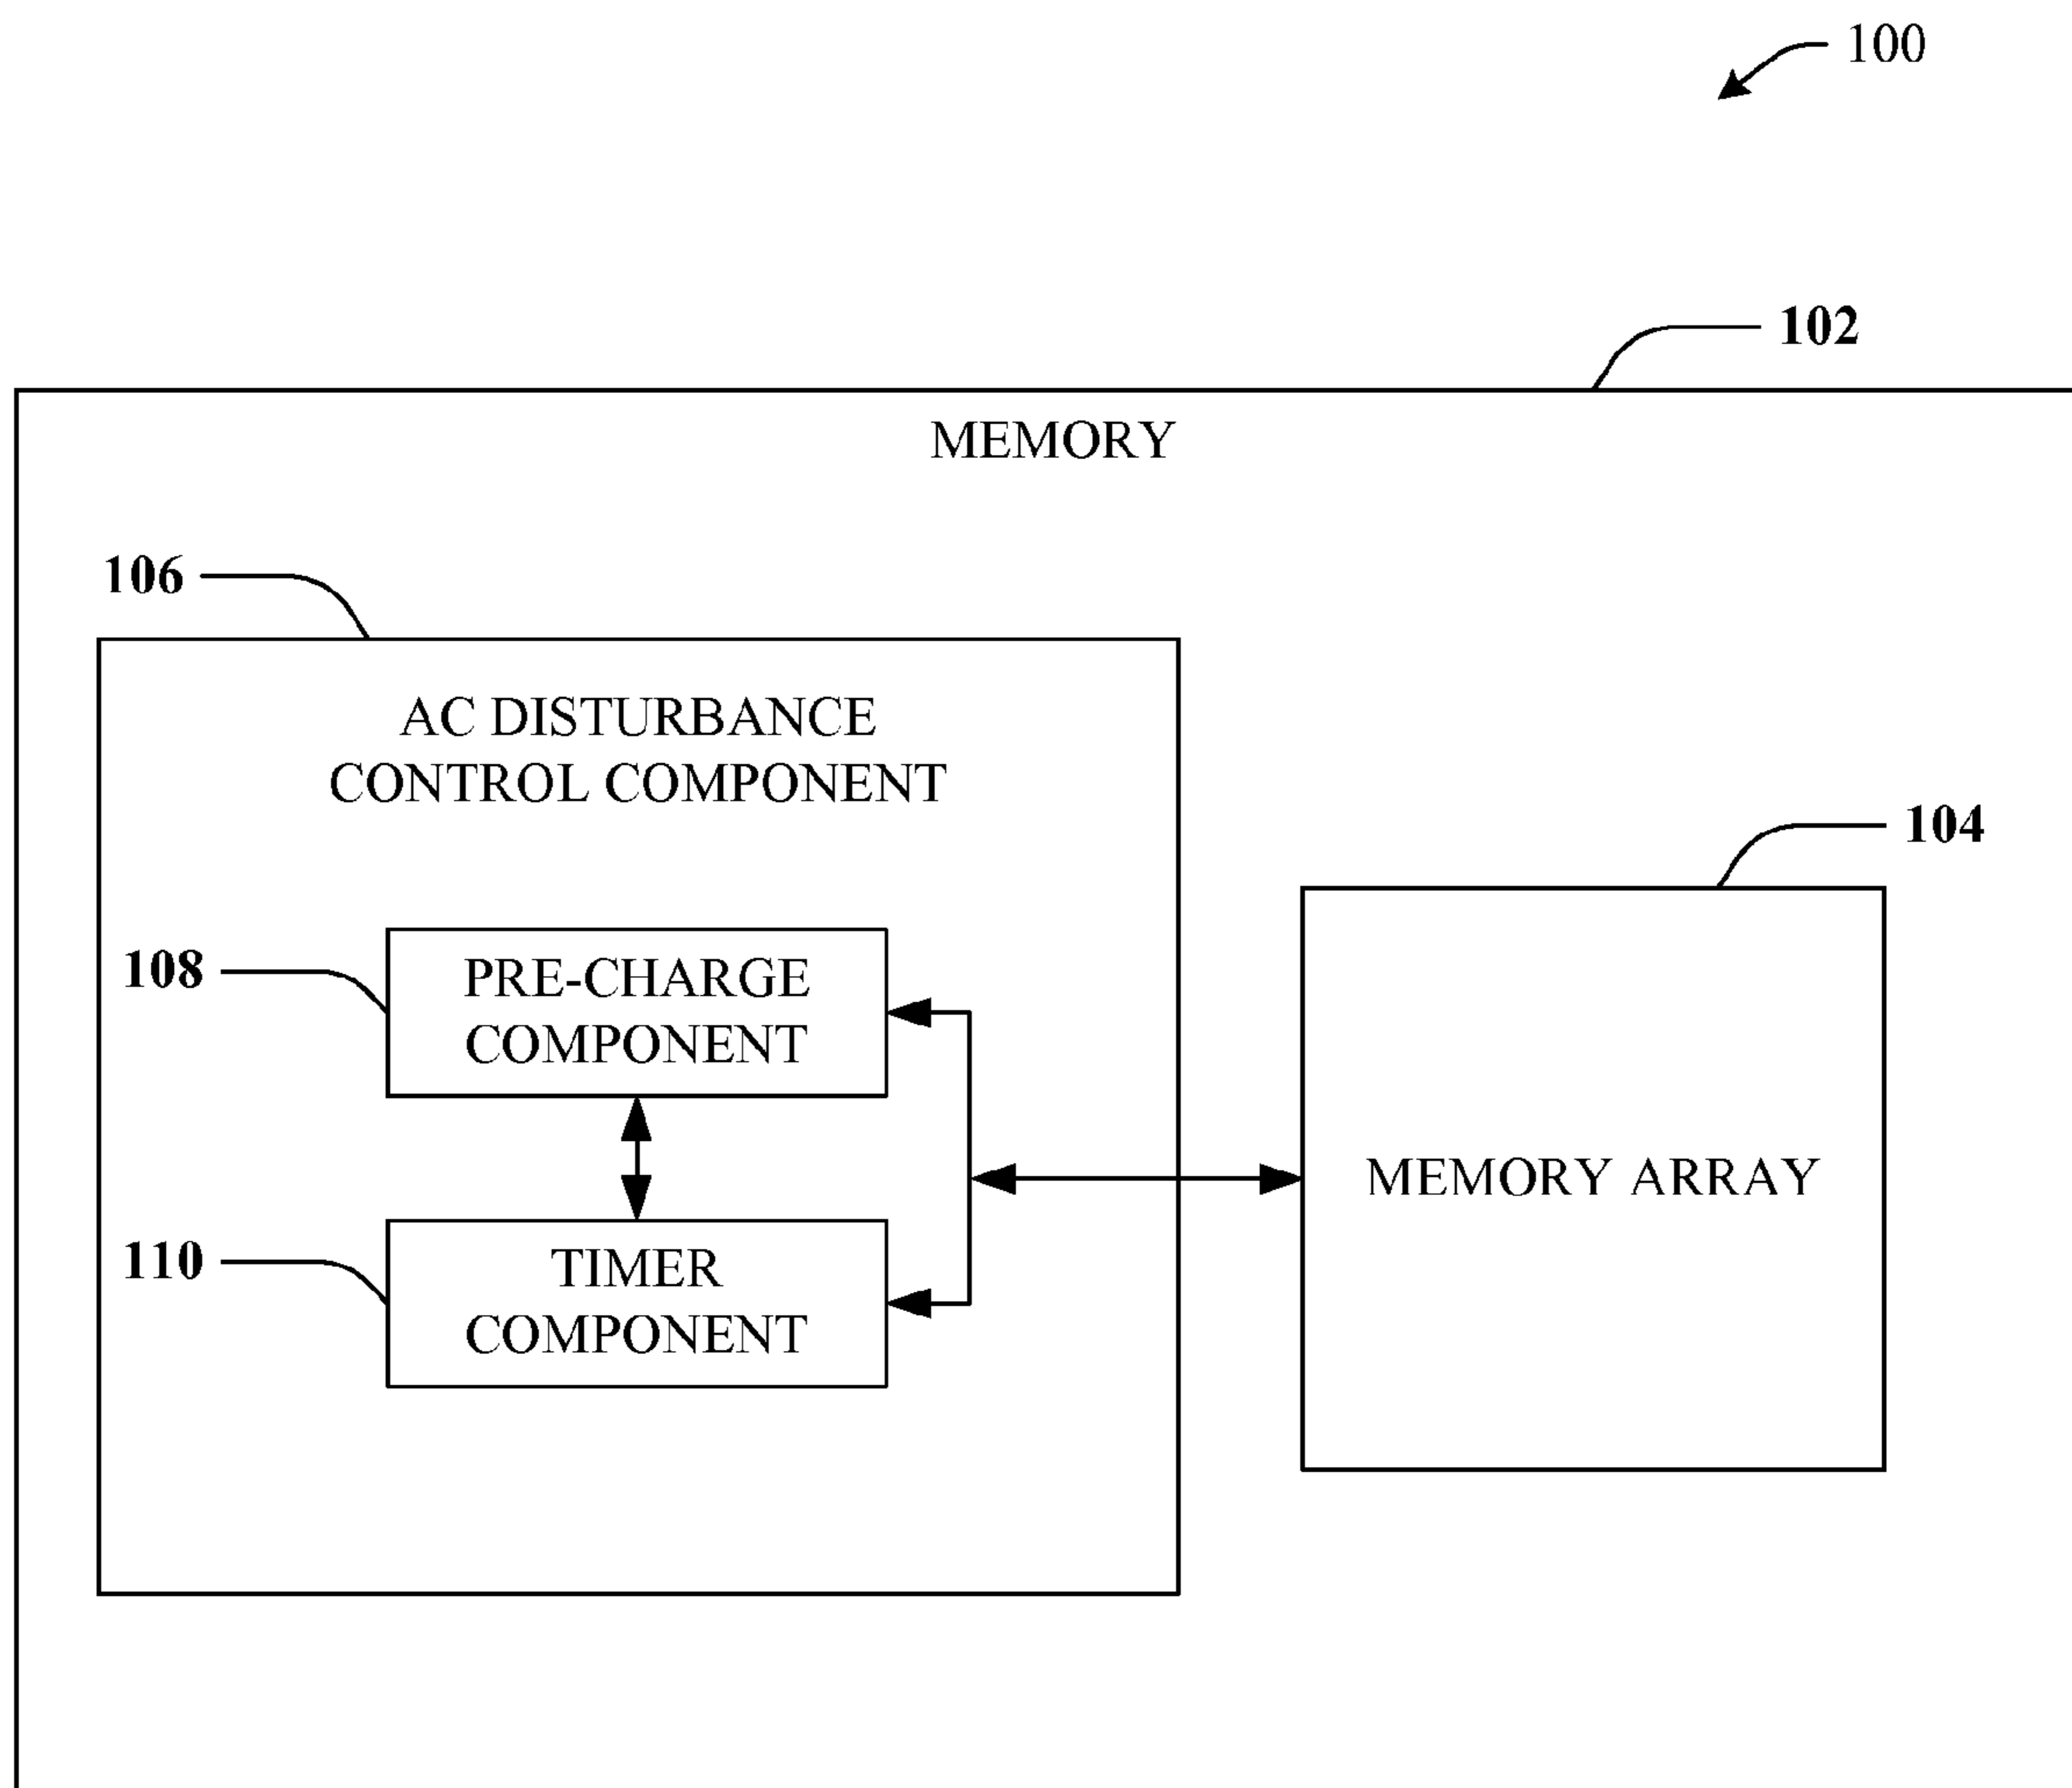 100
102
MEMORY
106
AC DISTURBANCE
CONTROL COMPONENT
104
108
PRE-CHARGE
COMPONENT
MEMORY ARRAY
110
TIMER
COMPONENT